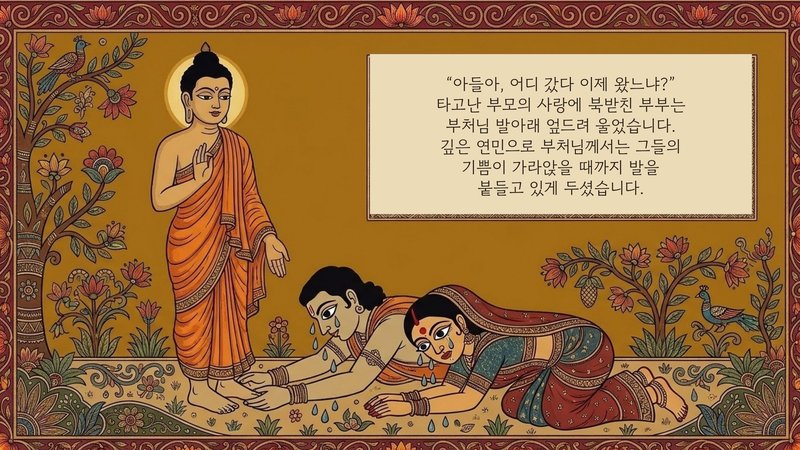 “아들아, 어디 갔다 이제 왔느냐?”
타고난 부모의 사랑에 북받친 부부는
부처님 발아래 엎드려 울었습니다.
깊은 연민으로 부처님께서는 그들의
기쁨이 가라앉을 때까지 발을
붙들고 있게 두셨습니다.